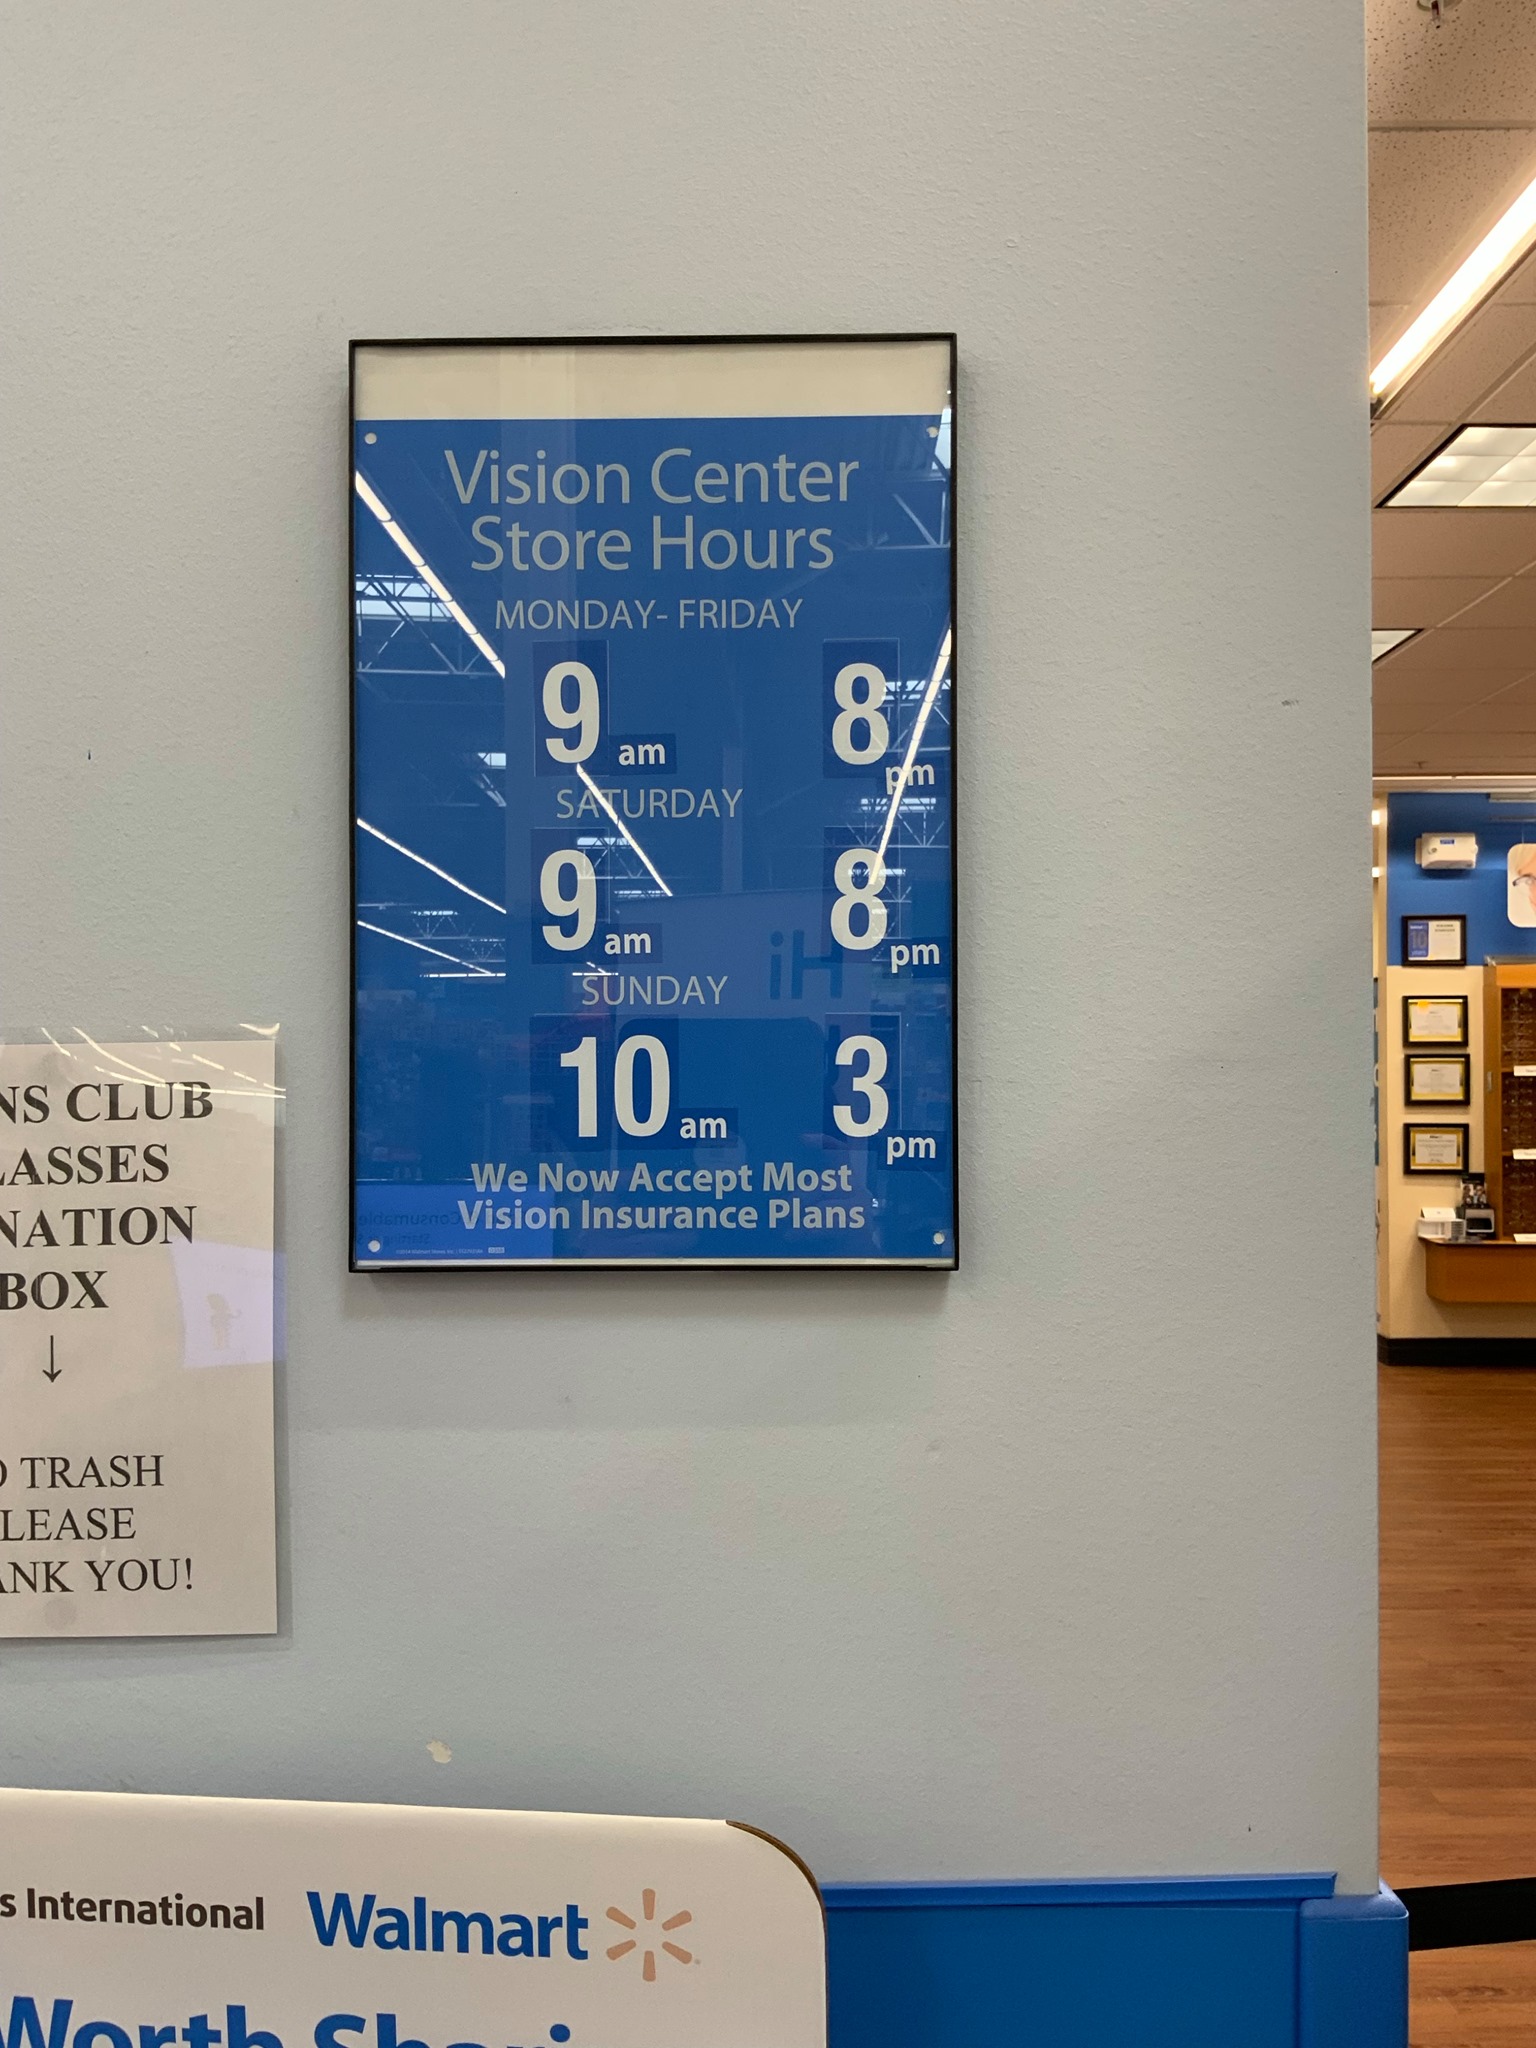 Vision Center
Store Hours
MONDAY- FRIDAY
9 am 8 pm
SATURDAY
9 am 8 pm
SUNDAY
10 am 3 pm
We Now Accept Most
Vision Insurance Plans
NS CLUB
LASSES
NATION
BOX
↓
O TRASH
LEASE
ANK YOU!
s International Walmart
Worth Shari